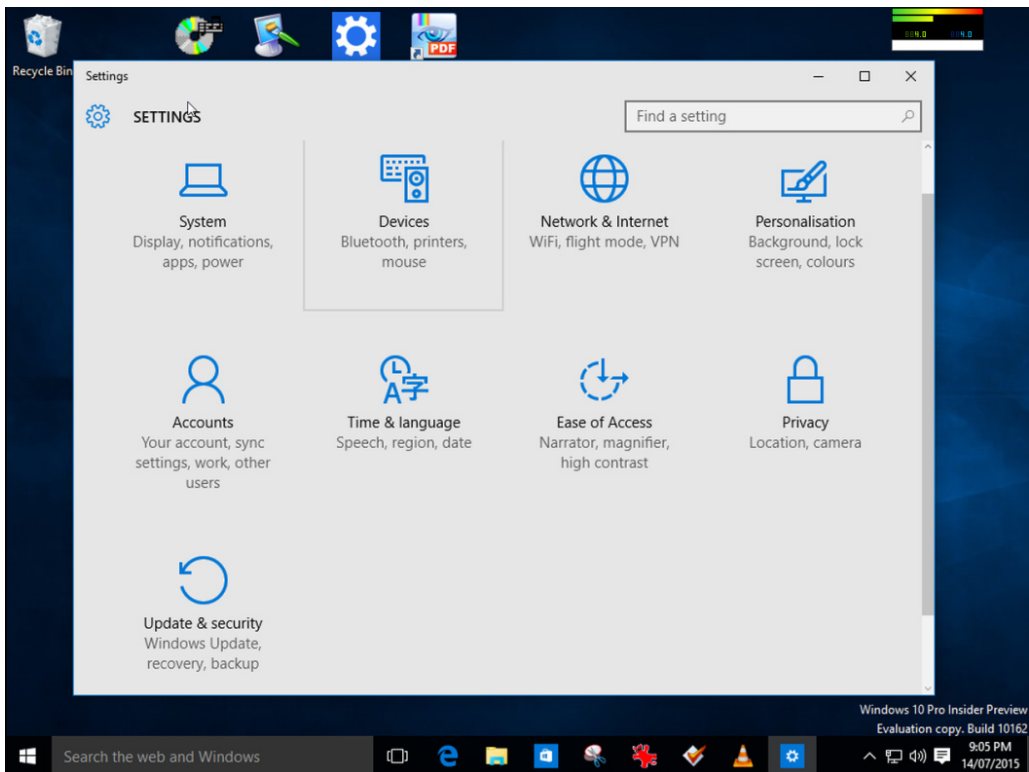 PDF
Recycle Bin
Settings
SETTINGS
Find a setting
System
Display, notifications,
apps, power
Devices
Bluetooth, printers,
mouse
Network & Internet
WiFi, flight mode, VPN
Personalisation
Background, lock
screen, colours
Accounts
Your account, sync
settings, work, other
users
Time & language
Speech, region, date
Ease of Access
Narrator, magnifier,
high contrast
Privacy
Location, camera
Update & security
Windows Update,
recovery, backup
Windows 10 Pro Insider Preview
Evaluation copy. Build 10162
Search the web and Windows
9:05 PM
14/07/2015